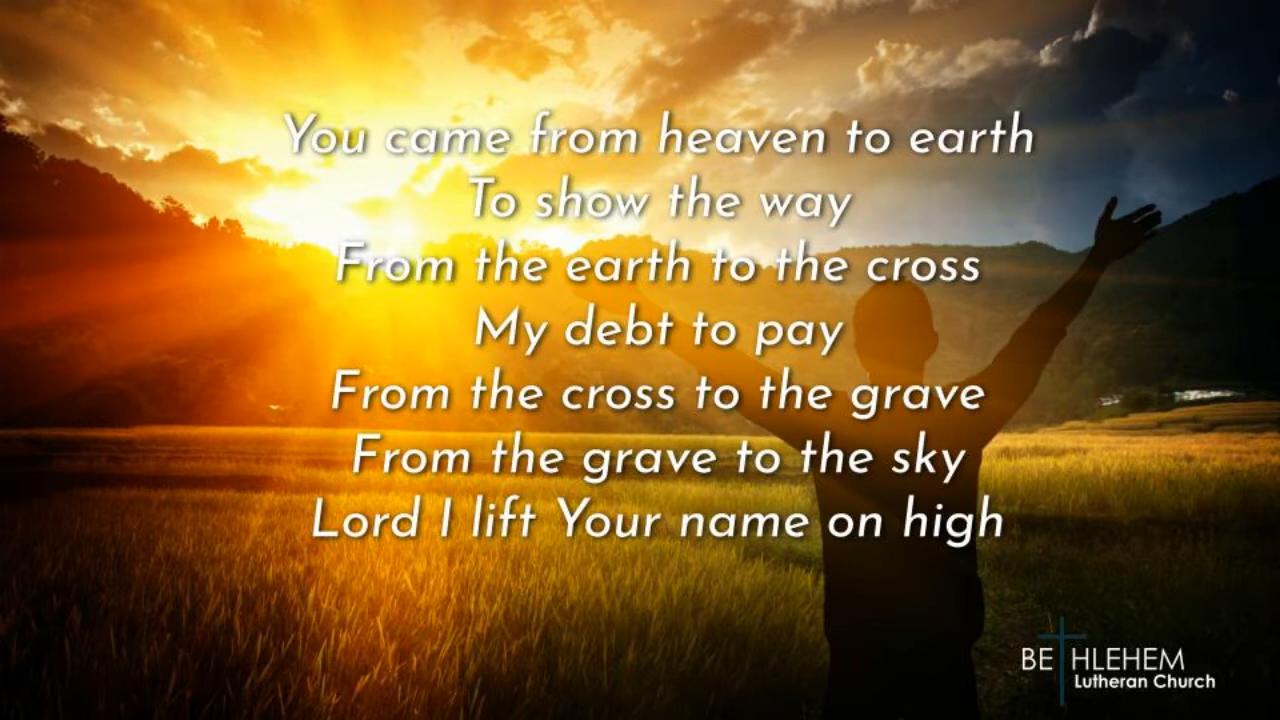 You came from heaven to earth
To show the way
From the earth to the cross
My debt to pay
From the cross to the grave
From the grave to the sky
Lord I lift Your name on high
BETHLEHEM
Lutheran Church